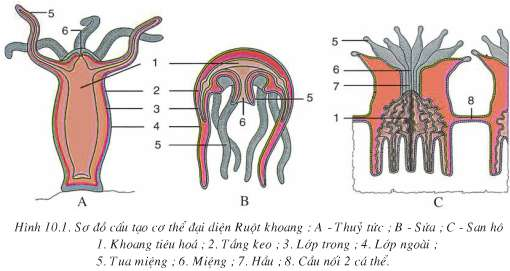 5
6
1
2
3
4
5
6
5
5
6
7
1
8
A
B
C
Hình 10.1. Sơ đồ cấu tạo cơ thể đại diện Ruột khoang : A - Thuỷ tức ; B - Sứa ; C - San hô
1. Khoang tiêu hoá ; 2. Tầng keo ; 3. Lớp trong ; 4. Lớp ngoài ;
5. Tua miệng ; 6. Miệng ; 7. Hầu ; 8. Cầu nối 2 cá thể.